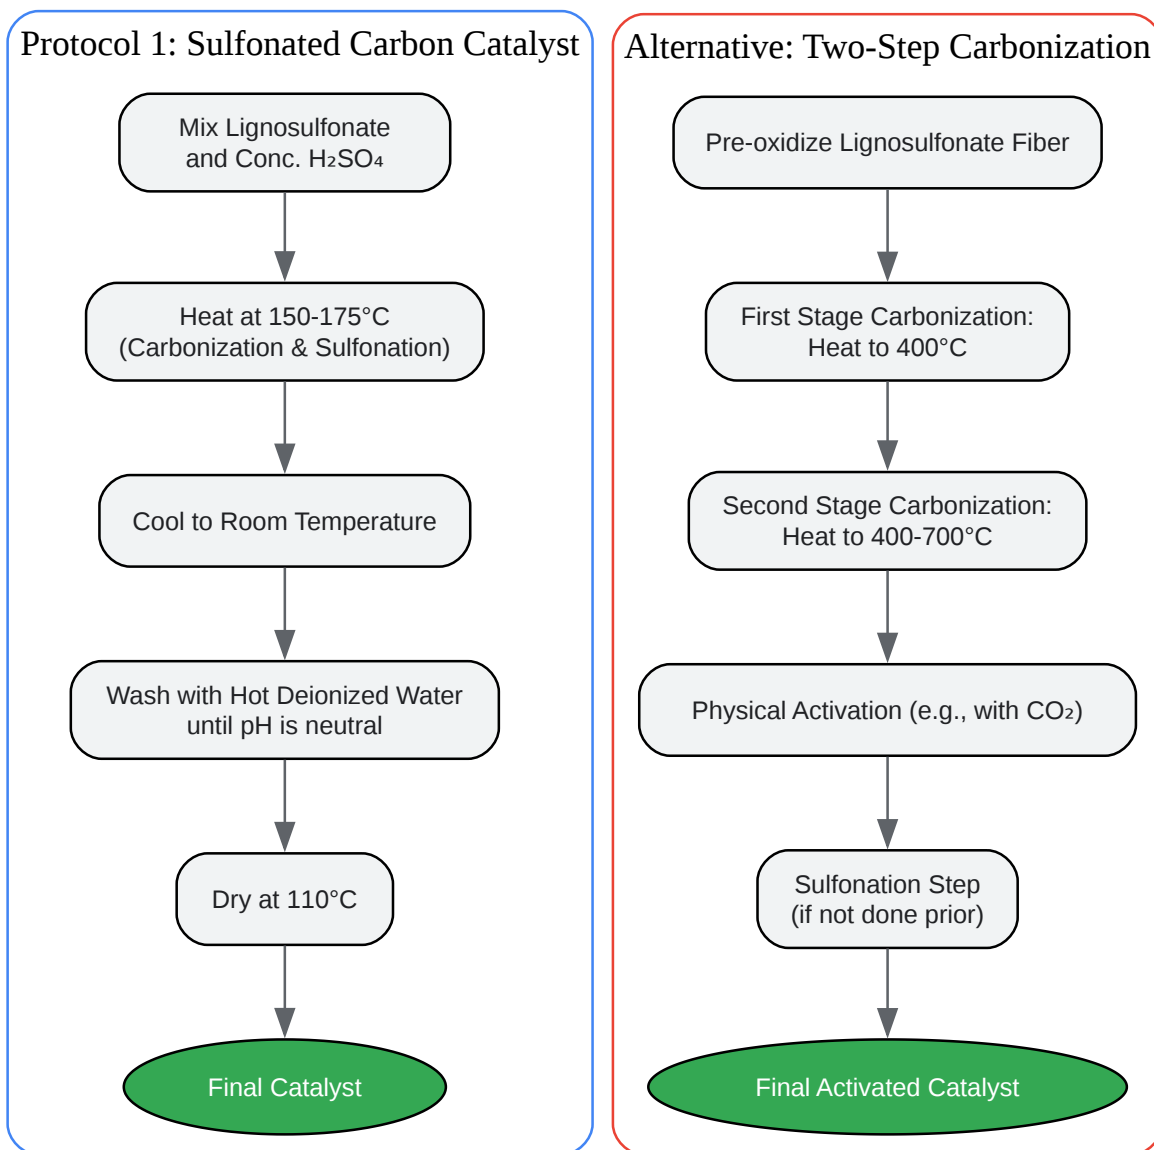 Protocol 1: Sulfonated Carbon Catalyst
Mix Lignosulfonate
and Conc. H₂SO₄
Heat at 150-175°C
(Carbonization & Sulfonation)
Cool to Room Temperature
Wash with Hot Deionized Water
until pH is neutral
Dry at 110°C
Final Catalyst
Alternative: Two-Step Carbonization
Pre-oxidize Lignosulfonate Fiber
First Stage Carbonization:
Heat to 400°C
Second Stage Carbonization:
Heat to 400-700°C
Physical Activation (e.g., with CO₂)
Sulfonation Step
(if not done prior)
Final Activated Catalyst